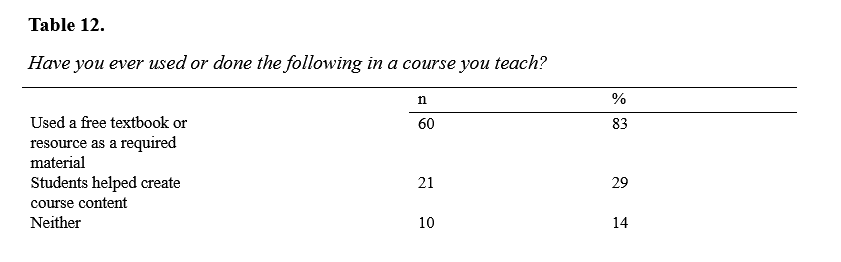 Table 12.
Have you ever used or done the following in a course you teach?
n %
Used a free textbook or 60 83
resource as a required
material
Students helped create 21 29
course content
Neither 10 14